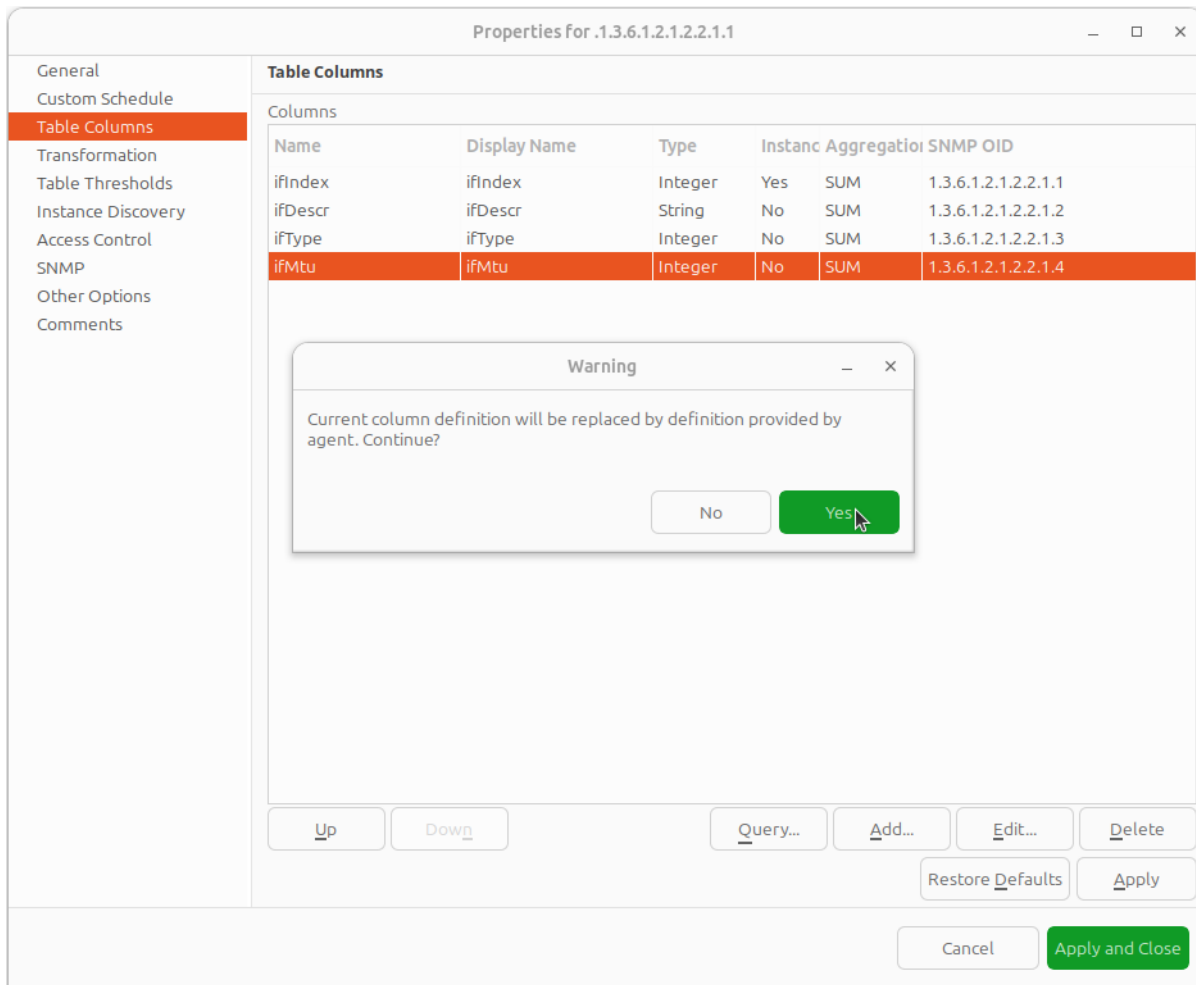 Properties for .1.3.6.1.2.1.2.2.1.1
General
Custom Schedule
Table Columns
Transformation
Table Thresholds
Instance Discovery
Access Control
SNMP
Other Options
Comments
Table Columns
Columns
Name Display Name Type Instanc Aggregation SNMP OID
ifIndex ifIndex Integer Yes SUM 1.3.6.1.2.1.2.2.1.1
ifDescr ifDescr String No SUM 1.3.6.1.2.1.2.2.1.2
ifType ifType Integer No SUM 1.3.6.1.2.1.2.2.1.3
ifMtu ifMtu Integer No SUM 1.3.6.1.2.1.2.2.1.4
Warning
Current column definition will be replaced by definition provided by
agent. Continue?
No Yes
Up Down Query... Add... Edit... Delete
Restore Defaults Apply
Cancel Apply and Close